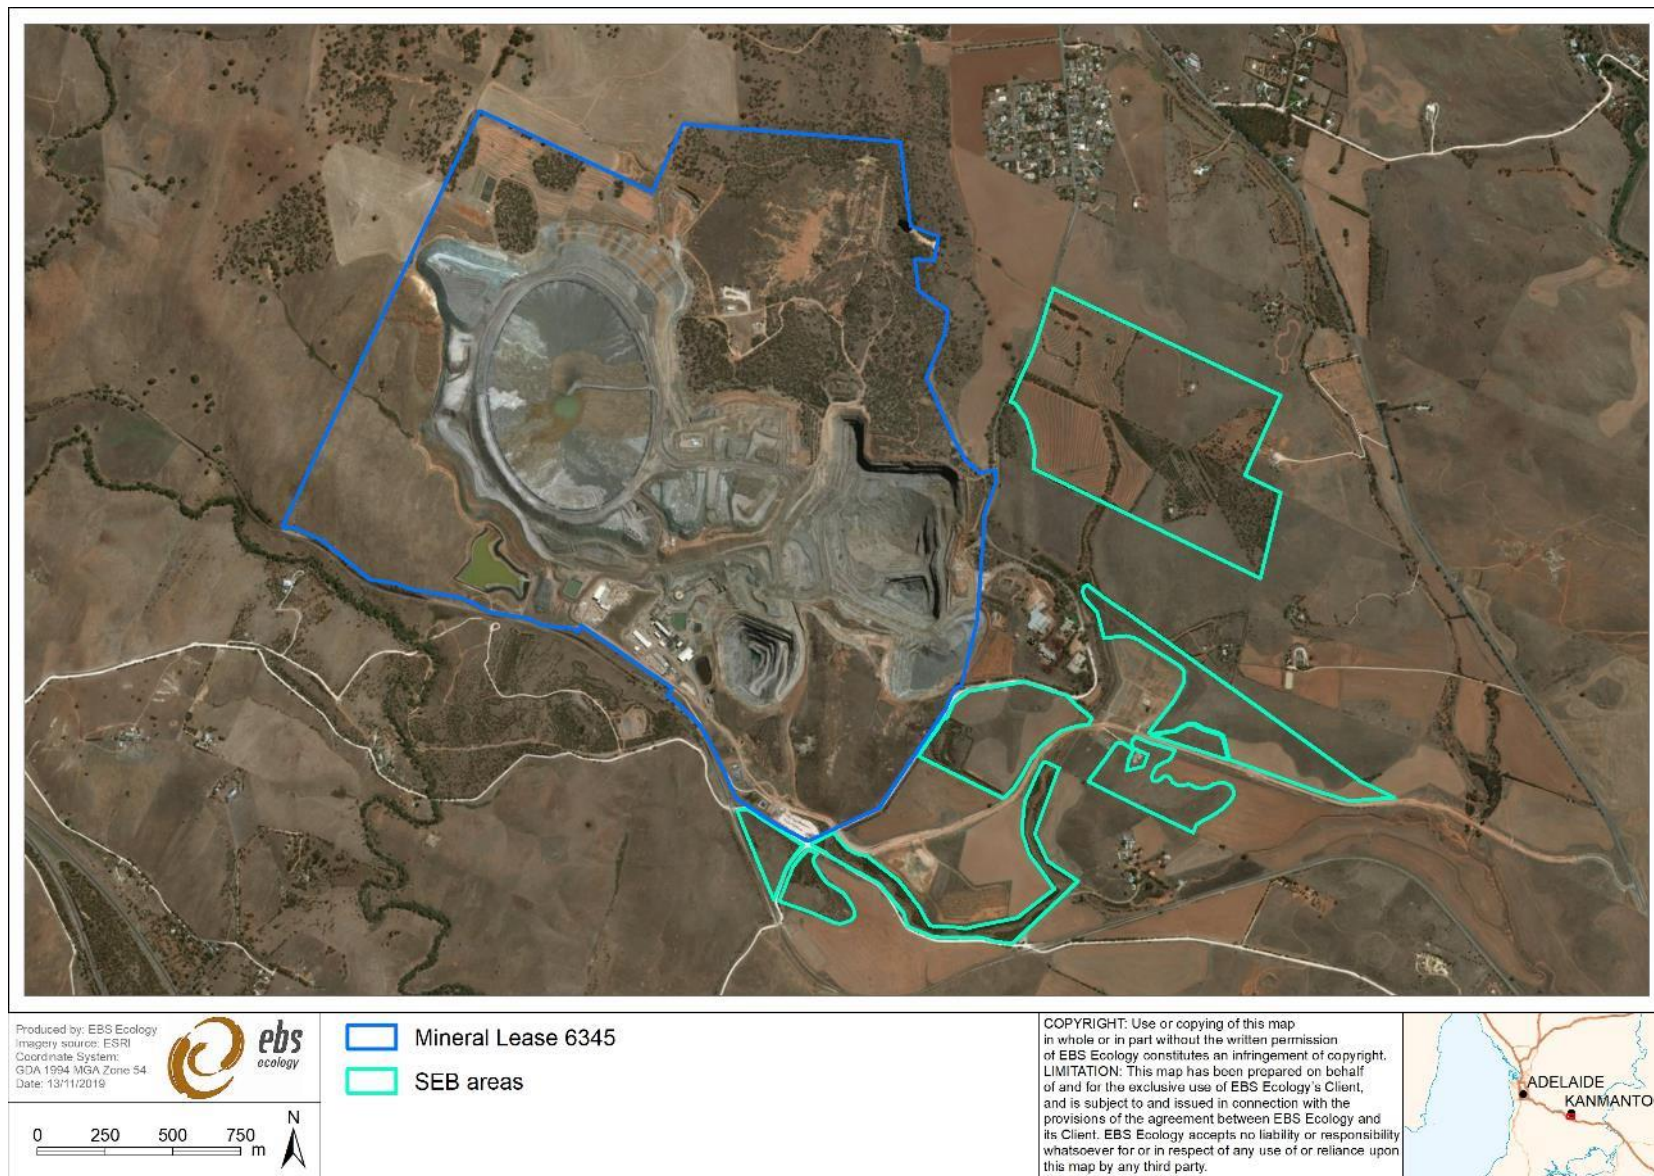 Produced by: EBS Ecology
Imagery source: ESRI
Coordinate System:
GDA 1994 MGA Zone 54
Date: 13/11/2019
ebs
ecology
N
0 250 500 750
m
Mineral Lease 6345
SEB areas
COPYRIGHT: Use or copying of this map
in whole or in part without the written permission
of EBS Ecology constitutes an infringement of copyright.
LIMITATION: This map has been prepared on behalf
of and for the exclusive use of EBS Ecology's Client,
and is subject to and issued in connection with the
provisions of the agreement between EBS Ecology and
its Client. EBS Ecology accepts no liability or responsibility
whatsoever for or in respect of any use of or reliance upon
this map by any third party.
ADELAIDE
KANMANTO